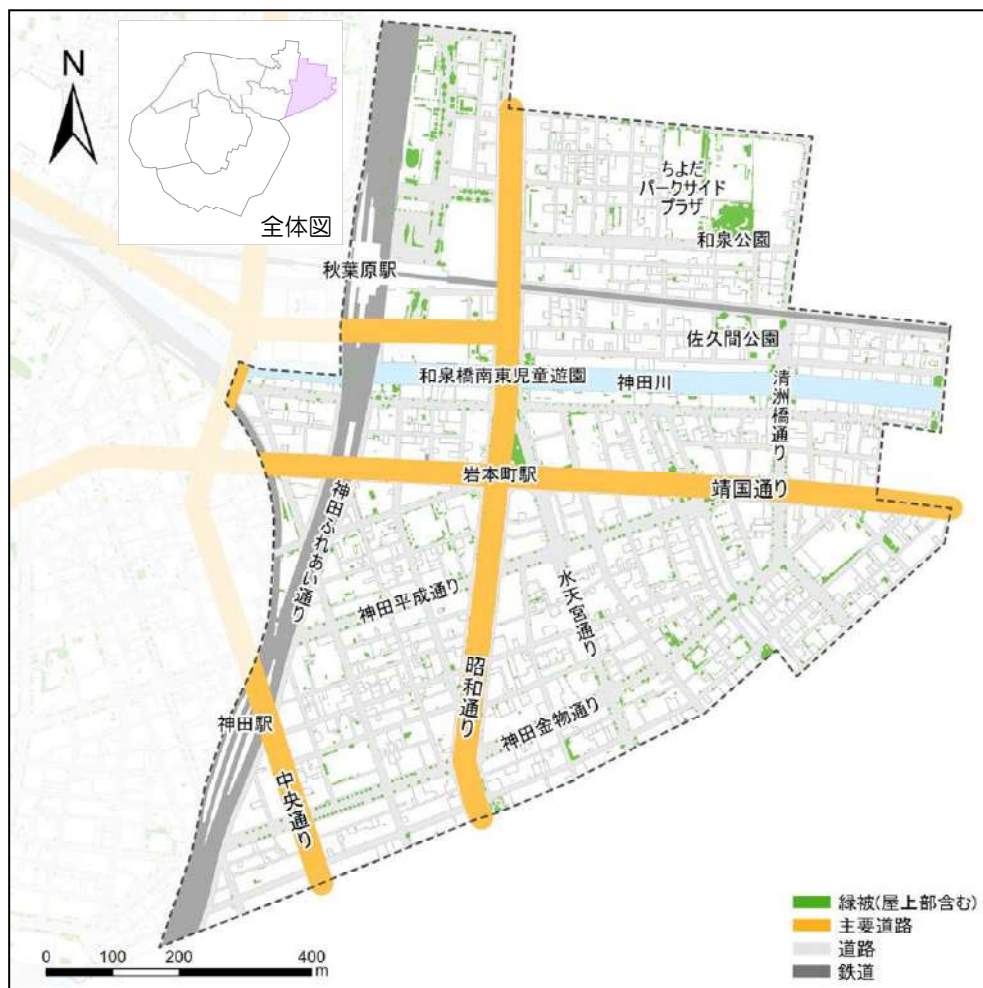 N
全体図
ちよだ
パークサイド
プラザ
和泉公園
秋葉原駅
佐久間公園
和泉橋南東児童遊園
神田川
清洲橋通り
岩本町駅
靖国通り
神田ふれあい通り
神田平成通り
水天宮通り
昭和通り
神田金物通り
神田駅
中央通り
緑被(屋上部含む)
主要道路
道路
鉄道
0 100 200 400
m